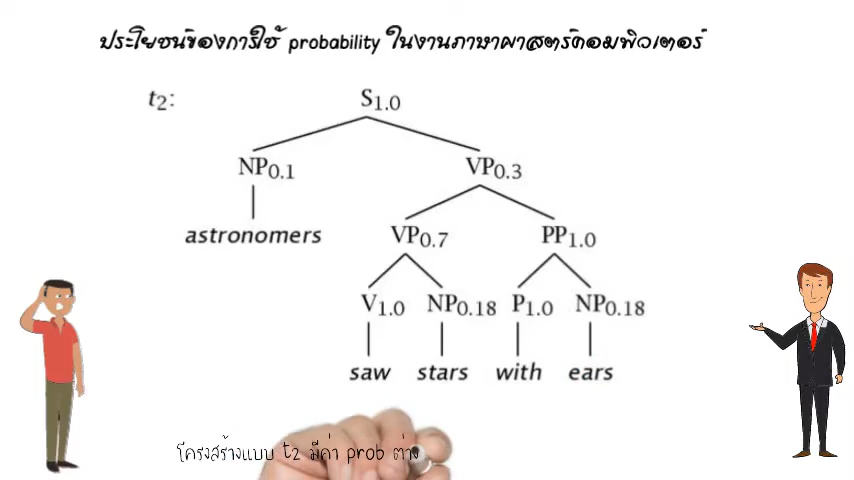 ประโยชน์ของการใช้ probability ในงานภาษาศาสตร์คอมพิวเตอร์
t2: S1.0
NP0.1 VP0.3
astronomers VP0.7 PP1.0
V1.0 NP0.18 P1.0 NP0.18
saw stars with ears
โครงสร้างแบบ t2 มีค่า prob ต่าง